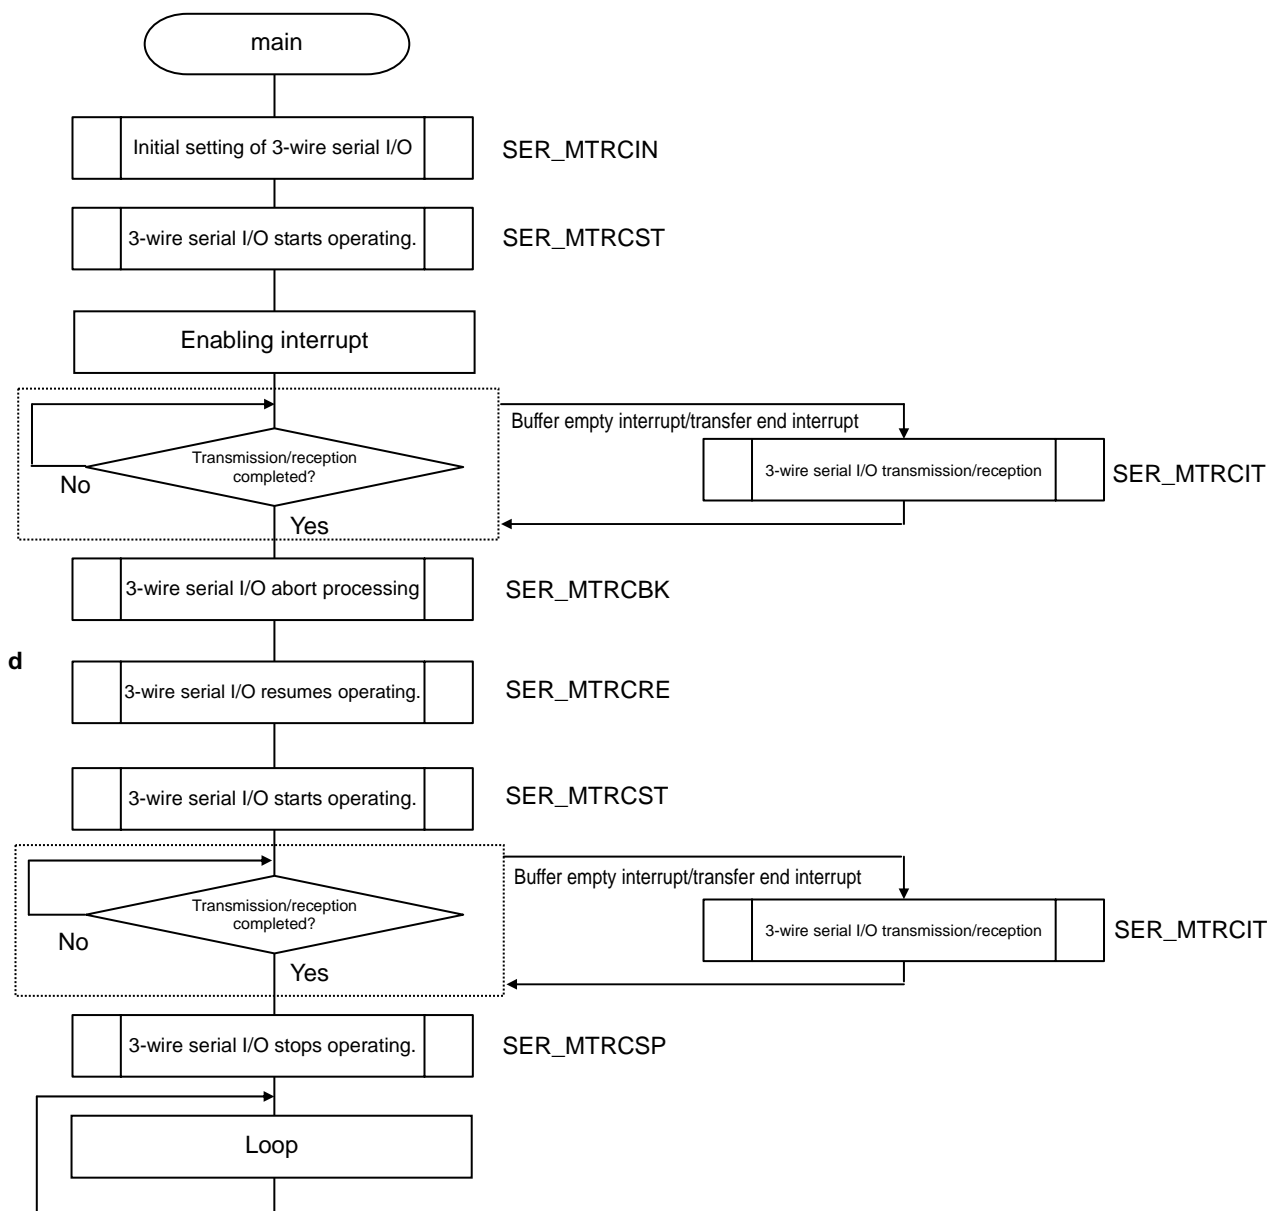 main
Initial setting of 3-wire serial I/O
SER_MTRCIN
3-wire serial I/O starts operating.
SER_MTRCST
Enabling interrupt
Buffer empty interrupt/transfer end interrupt
Transmission/reception
completed?
3-wire serial I/O transmission/reception
SER_MTRCIT
No
Yes
3-wire serial I/O abort processing
SER_MTRCBK
d
3-wire serial I/O resumes operating.
SER_MTRCRE
3-wire serial I/O starts operating.
SER_MTRCST
Buffer empty interrupt/transfer end interrupt
Transmission/reception
completed?
3-wire serial I/O transmission/reception
SER_MTRCIT
No
Yes
3-wire serial I/O stops operating.
SER_MTRCSP
Loop